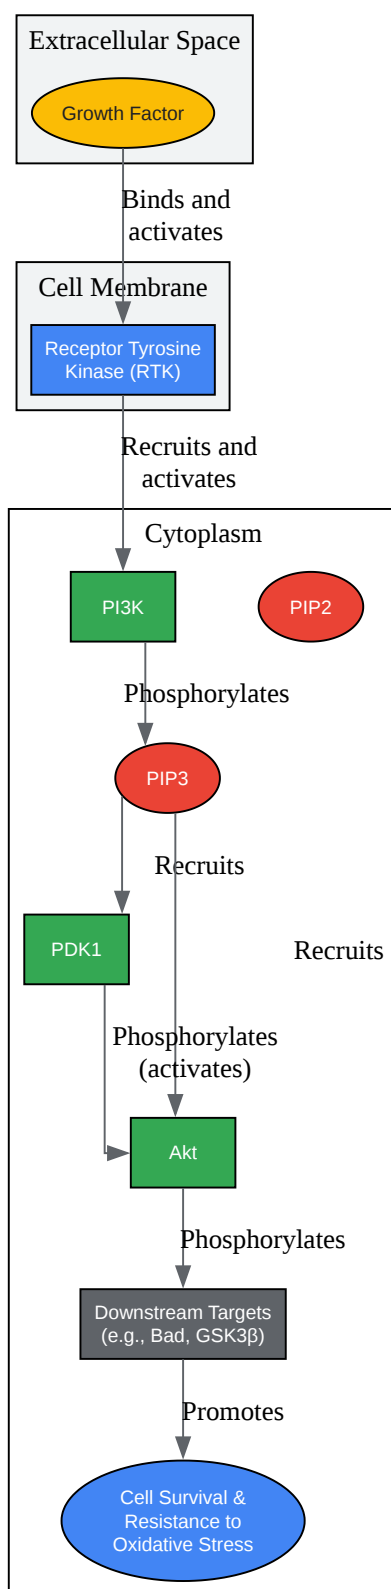 Extracellular Space
Growth Factor
Binds and
activates
Cell Membrane
Receptor Tyrosine
Kinase (RTK)
Recruits and
activates
Cytoplasm
PI3K
PIP2
Phosphorylates
PIP3
Recruits
PDK1
Recruits
Phosphorylates
(activates)
Akt
Phosphorylates
Downstream Targets
(e.g., Bad, GSK3β)
Promotes
Cell Survival &
Resistance to
Oxidative Stress